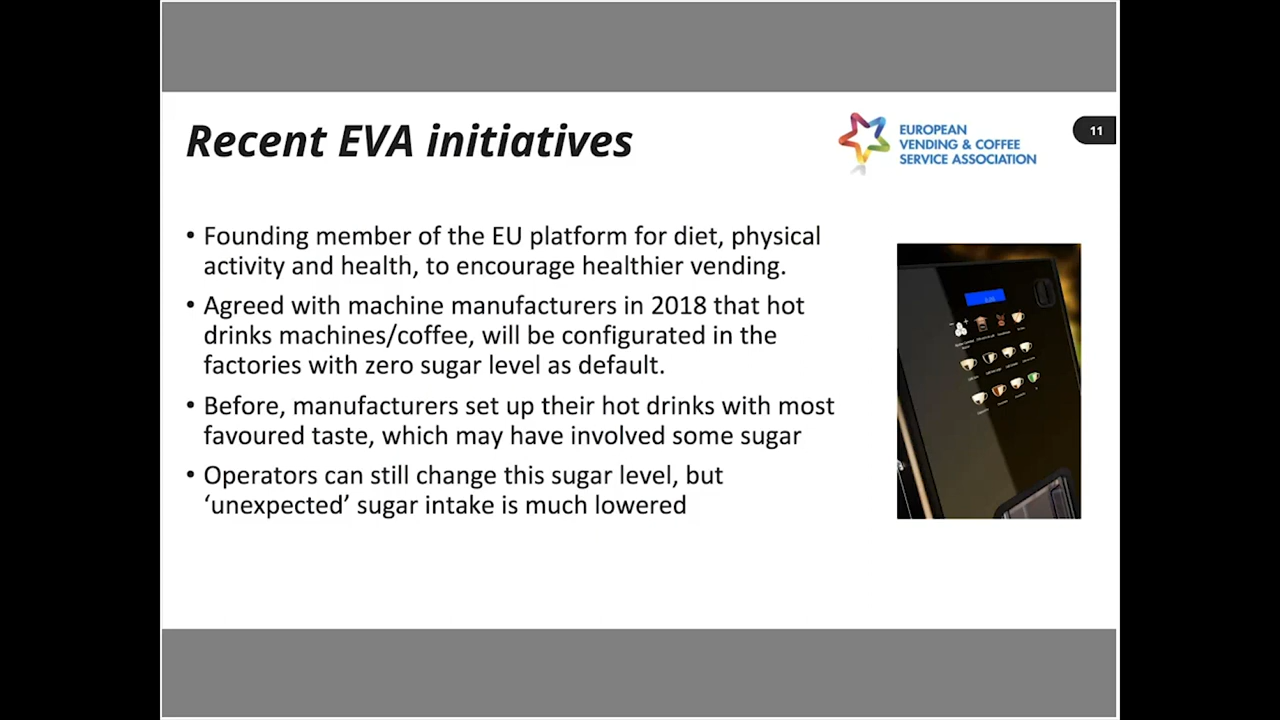 Recent EVA initiatives
EUROPEAN
VENDING & COFFEE
SERVICE ASSOCIATION
11
• Founding member of the EU platform for diet, physical
activity and health, to encourage healthier vending.
• Agreed with machine manufacturers in 2018 that hot
drinks machines/coffee, will be configurated in the
factories with zero sugar level as default.
• Before, manufacturers set up their hot drinks with most
favoured taste, which may have involved some sugar
• Operators can still change this sugar level, but
‘unexpected’ sugar intake is much lowered